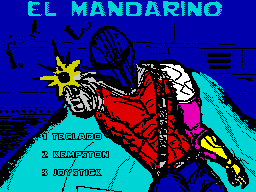 EL MANDARINO
1 TECLADO
2 KEMPSTON
3 JOYSTICK